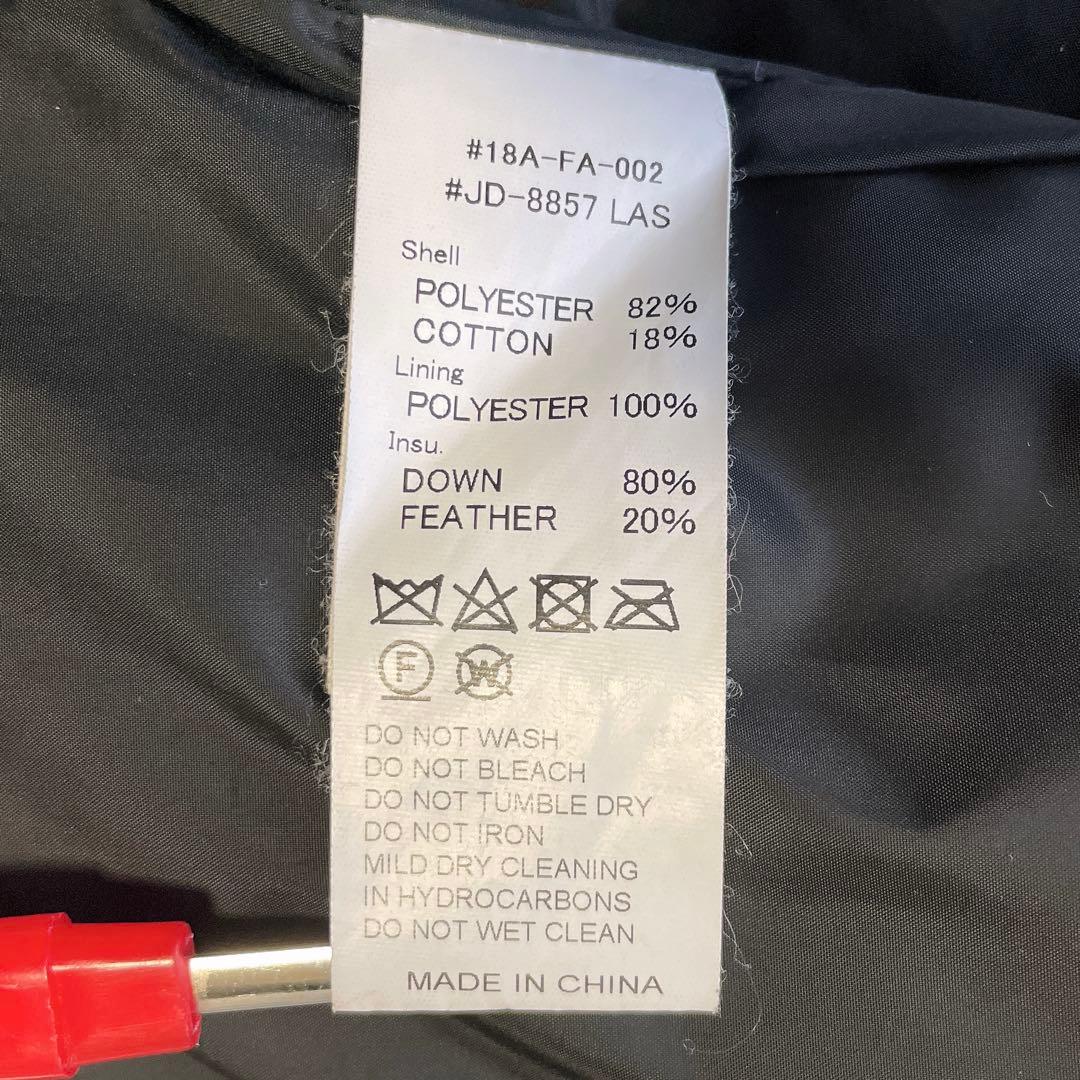 #18A-FA-002
#JD-8857 LAS
Shell
POLYESTER 82%
COTTON 18%
Lining
POLYESTER 100%
Insu.
DOWN 80%
FEATHER 20%
F W
DO NOT WASH
DO NOT BLEACH
DO NOT TUMBLE DRY
DO NOT IRON
MILD DRY CLEANING
IN HYDROCARBONS
DO NOT WET CLEAN
MADE IN CHINA